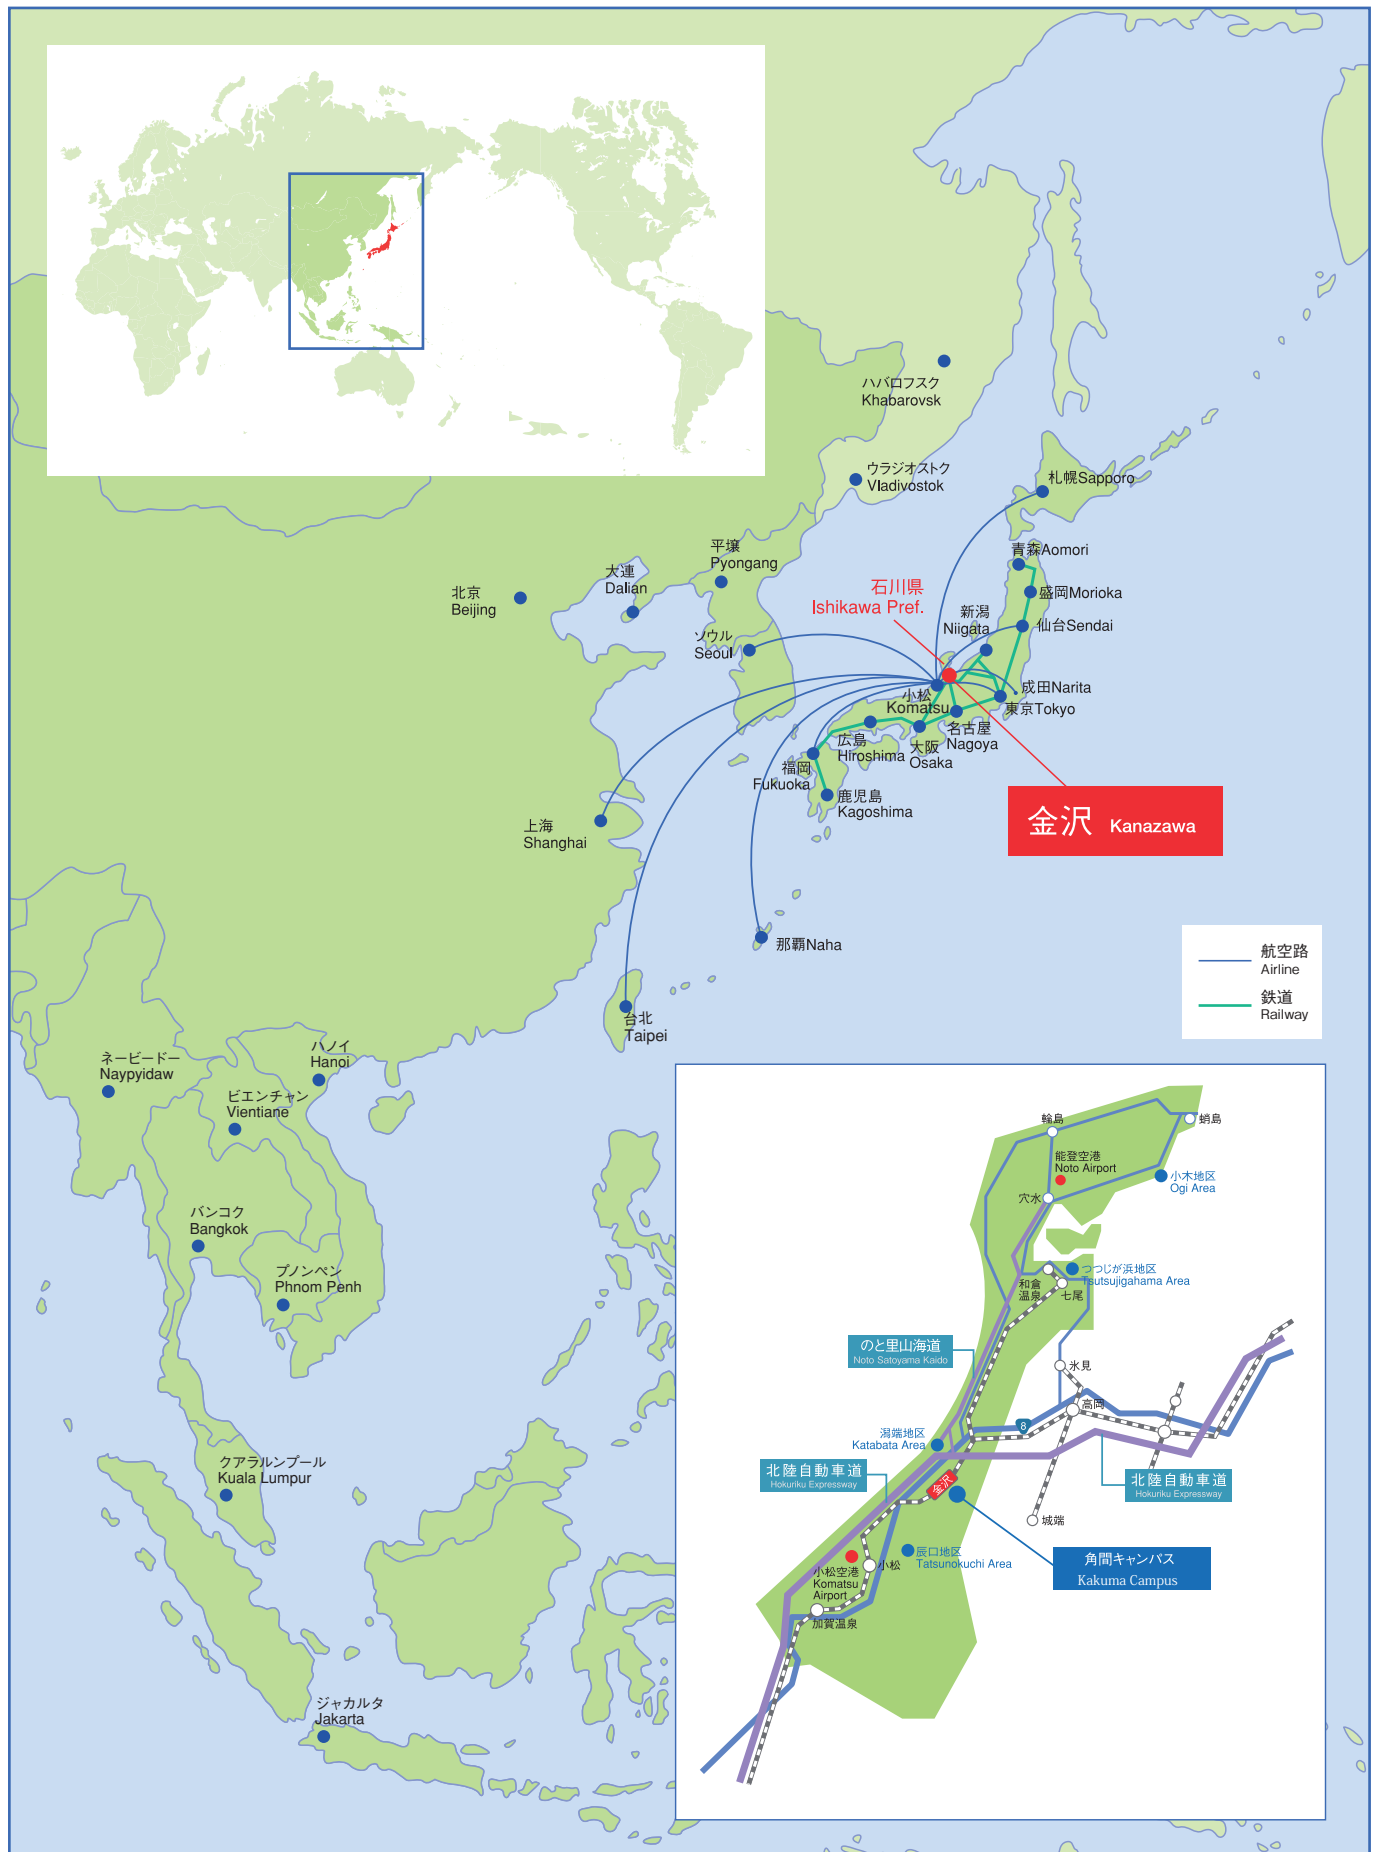 ハバロフスク
Khabarovsk
ウラジオストク
Vladivostok
札幌Sapporo
平壌
Pyongang
青森Aomori
大連
Dalian
石川県
Ishikawa Pref.
北京
Beijing
盛岡Morioka
新潟
Niigata
仙台Sendai
ソウル
Seoul
成田Narita
小松
Komatsu
東京Tokyo
名古屋
Nagoya
広島
Hiroshima
大阪
Osaka
福岡
Fukuoka
鹿児島
Kagoshima
金沢 Kanazawa
上海
Shanghai
那覇Naha
航空路
Airline
鉄道
Railway
台北
Taipei
ハノイ
Hanoi
ネーピードー
Naypyidaw
ビエンチャン
Vientiane
バンコク
Bangkok
プノンペン
Phnom Penh
クアラルンプール
Kuala Lumpur
ジャカルタ
Jakarta
輪島
蛸島
能登空港
Noto Airport
小木地区
Ogi Area
穴水
つつじが浜地区
Tsutsujigahama Area
和倉
温泉
七尾
のと里山海道
Noto Satoyama Kaido
氷見
高岡
8
潟端地区
Katabata Area
北陸自動車道
Hokuriku Expressway
金沢
北陸自動車道
Hokuriku Expressway
城端
辰口地区
Tatsunokuchi Area
角間キャンパス
Kakuma Campus
小松空港
Komatsu
Airport
小松
加賀温泉